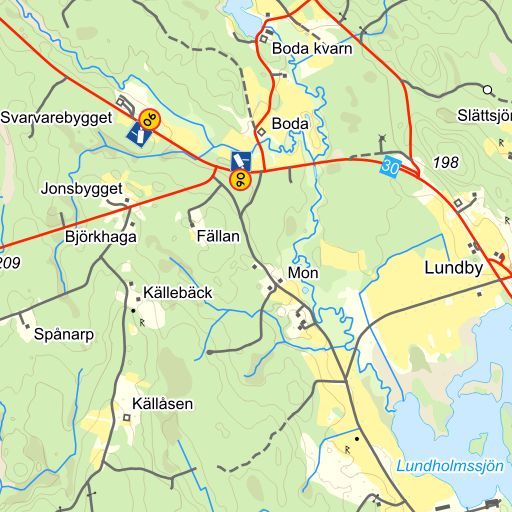 Boda kvarn
Svarvarebygget
90
Boda
Slättsjön
198
30
90
Jonsbygget
Björkhaga
Fällan
209
Lundby
Mon
Källebäck
Spånarp
Källåsen
Lundholmssjön
R
R
R
R
R
R